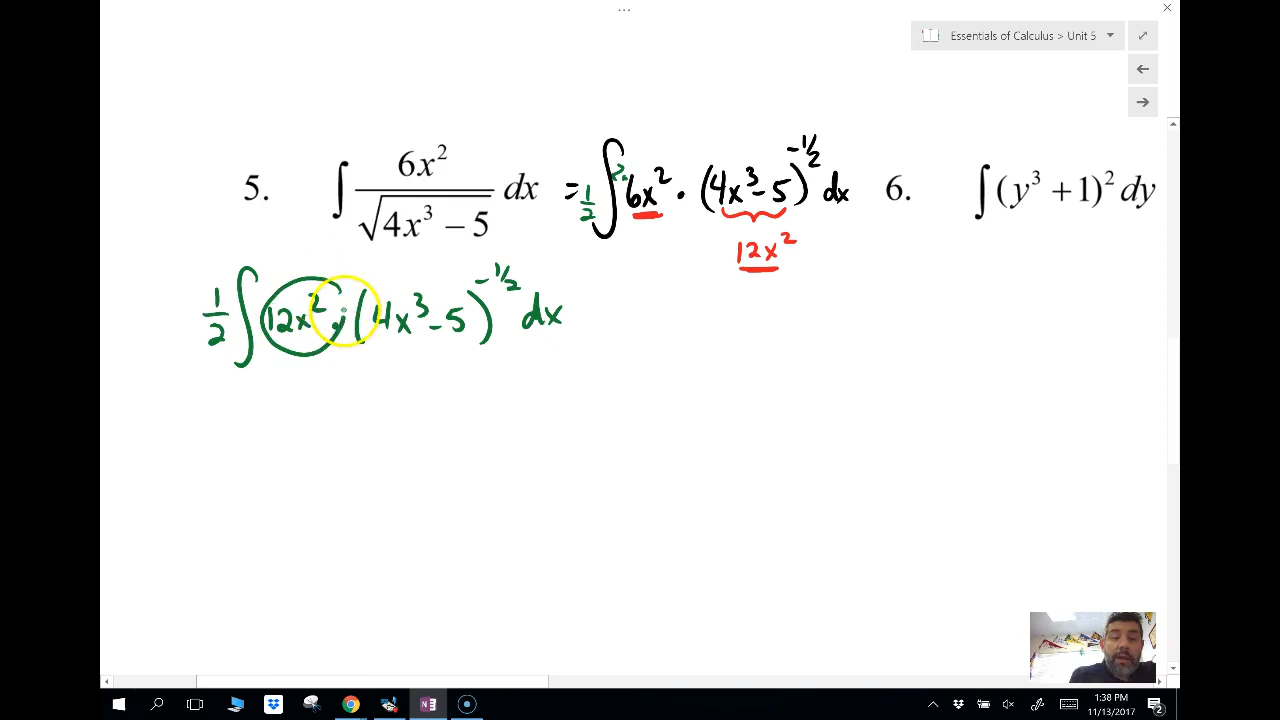 ...
Essentials of Calculus > Unit 5
5. ∫ 6x² / √(4x³ − 5) dx = ½ ∫ 2·6x² · (4x³ − 5)^(−1/2) dx
6. ∫ (y³ + 1)² dy
12x²
½ ∫ 12x² · (4x³ − 5)^(−1/2) dx
1:38 PM
11/13/2017
2